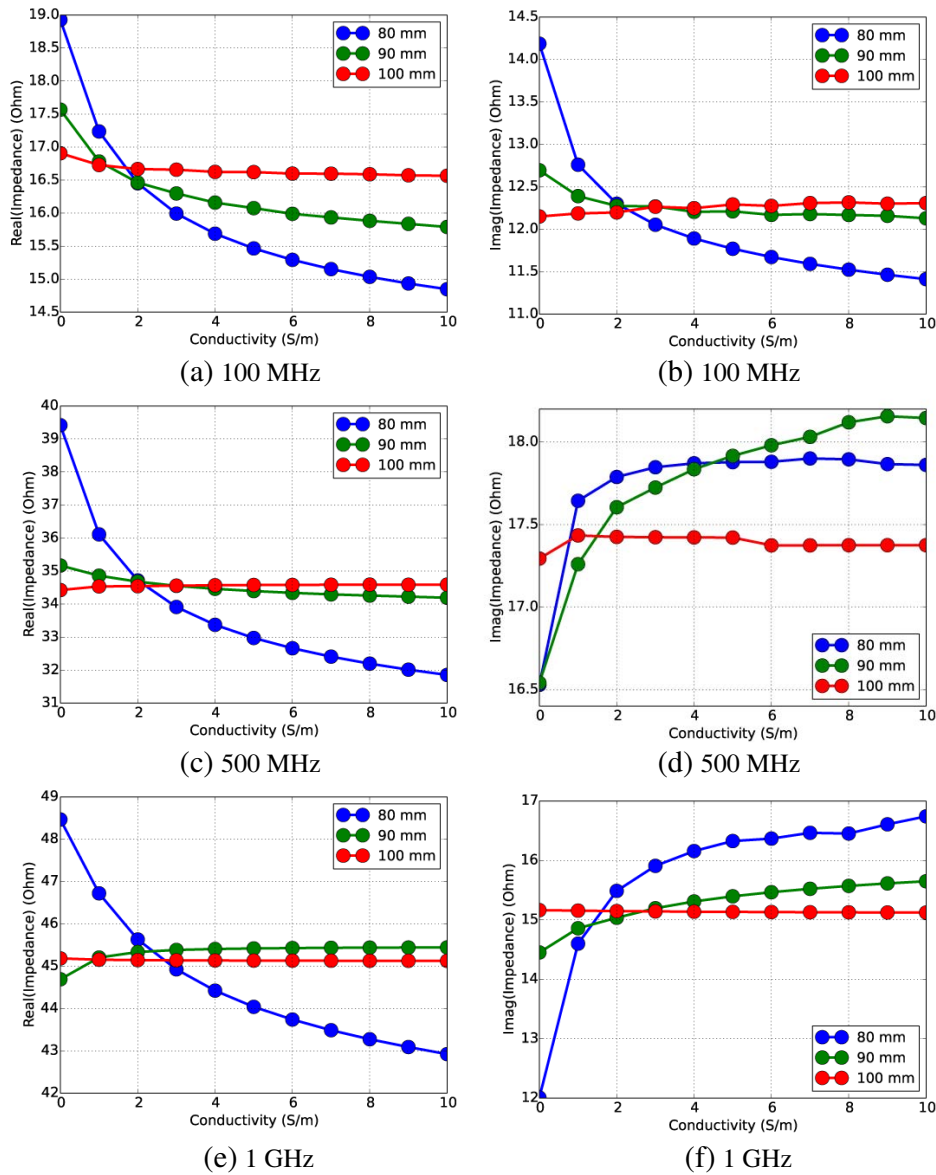 19.0
18.5
18.0
17.5
17.0
16.5
16.0
15.5
15.0
14.5
Real(Impedance) (Ohm)
0 2 4 6 8 10
Conductivity (S/m)
80 mm
90 mm
100 mm
(a) 100 MHz
14.5
14.0
13.5
13.0
12.5
12.0
11.5
11.0
Imag(Impedance) (Ohm)
0 2 4 6 8 10
Conductivity (S/m)
80 mm
90 mm
100 mm
(b) 100 MHz
40
39
38
37
36
35
34
33
32
31
Real(Impedance) (Ohm)
0 2 4 6 8 10
Conductivity (S/m)
80 mm
90 mm
100 mm
(c) 500 MHz
18.0
17.5
17.0
16.5
Imag(Impedance) (Ohm)
0 2 4 6 8 10
Conductivity (S/m)
80 mm
90 mm
100 mm
(d) 500 MHz
49
48
47
46
45
44
43
42
Real(Impedance) (Ohm)
0 2 4 6 8 10
Conductivity (S/m)
80 mm
90 mm
100 mm
(e) 1 GHz
17
16
15
14
13
12
Imag(Impedance) (Ohm)
0 2 4 6 8 10
Conductivity (S/m)
80 mm
90 mm
100 mm
(f) 1 GHz